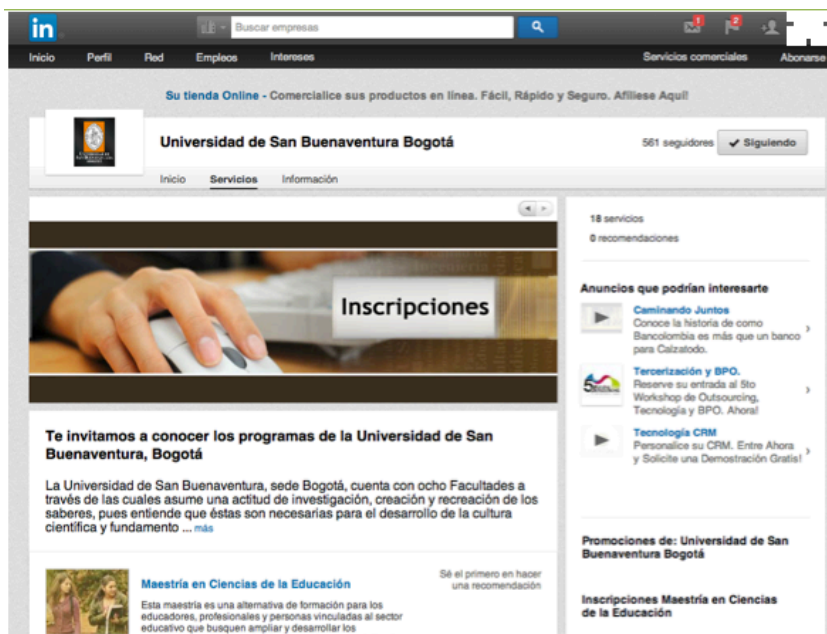 in
Buscar empresas
1
2
Inicio Perfil Red Empleos Intereses Servicios comerciales Abonarse
Su tienda Online - Comercialice sus productos en línea. Fácil, Rápido y Seguro. Afíliese Aquí!
Universidad de San Buenaventura Bogotá
561 seguidores
Siguiendo
Inicio Servicios Información
Inscripciones
Te invitamos a conocer los programas de la Universidad de San
Buenaventura, Bogotá
La Universidad de San Buenaventura, sede Bogotá, cuenta con ocho Facultades a
través de las cuales asume una actitud de investigación, creación y recreación de los
saberes, pues entiende que éstas son necesarias para el desarrollo de la cultura
científica y fundamento ... más
Maestría en Ciencias de la Educación
Esta maestría es una alternativa de formación para los
educadores, profesionales y personas vinculadas al sector
educativo que busquen ampliar y desarrollar los
Sé el primero en hacer
una recomendación
18 servicios
0 recomendaciones
Anuncios que podrían interesarte
Caminando Juntos
Conoce la historia de como
Bancolombia es más que un banco
para Calzatodo.
Tercerización y BPO.
Reserve su entrada al 5to
Workshop de Outsourcing,
Tecnología y BPO. Ahora!
Tecnología CRM
Personalice su CRM. Entre Ahora
y Solicite una Demostración Gratis!
Promociones de: Universidad de San
Buenaventura Bogotá
Inscripciones Maestría en Ciencias
de la Educación